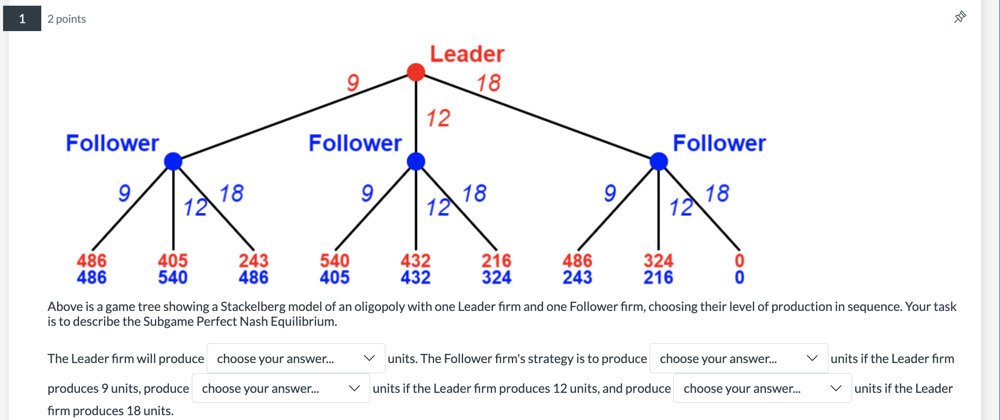 1 2 points
Leader
9 18
12
Follower Follower Follower
9 12 18 9 12 18 9 12 18
486 405 243 540 432 216 486 324 0
486 540 486 405 432 324 243 216 0
Above is a game tree showing a Stackelberg model of an oligopoly with one Leader firm and one Follower firm, choosing their level of production in sequence. Your task
is to describe the Subgame Perfect Nash Equilibrium.
The Leader firm will produce choose your answer... units. The Follower firm's strategy is to produce choose your answer... units if the Leader firm
produces 9 units, produce choose your answer... units if the Leader firm produces 12 units, and produce choose your answer... units if the Leader
firm produces 18 units.